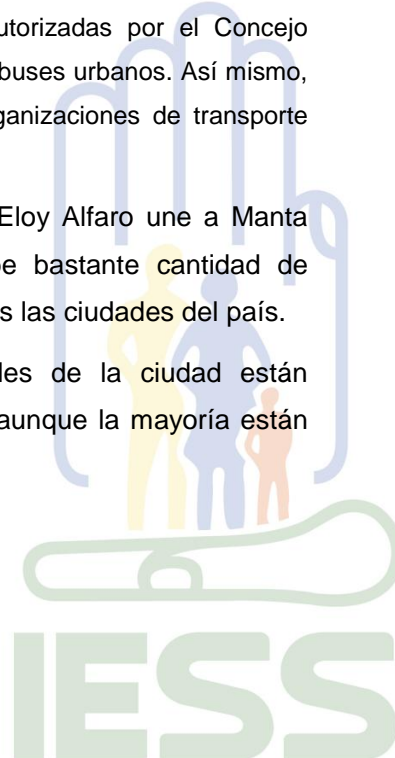 utorizadas por el Concejo
buses urbanos. Así mismo,
ganizaciones de transporte
Eloy Alfaro une a Manta
be bastante cantidad de
s las ciudades del país.
les de la ciudad están
aunque la mayoría están
IESS